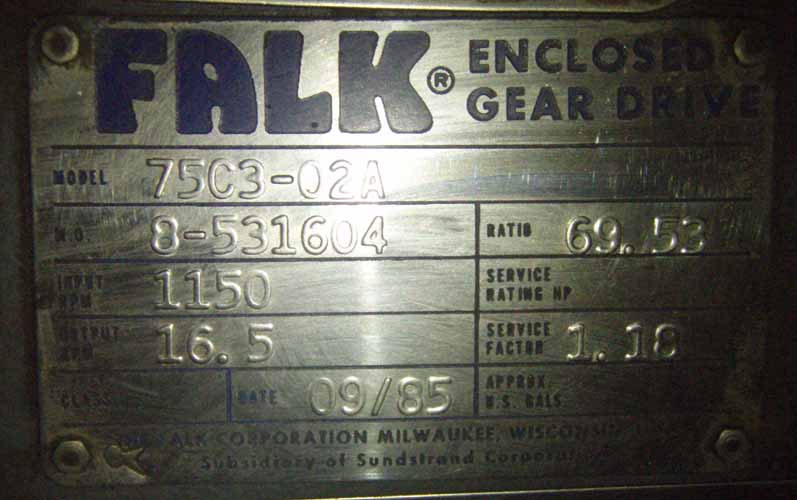 FALK® ENCLOSED GEAR DRIVE
MODEL 75C3-02A
M.O. 8-531604 RATIO 69.53
INPUT RPM 1150 SERVICE RATING HP
OUTPUT RPM 16.5 SERVICE FACTOR 1.18
CLASS DATE 09/85 APPROX. U.S. GALS.
THE FALK CORPORATION MILWAUKEE, WISCONSIN
Subsidiary of Sundstrand Corporation